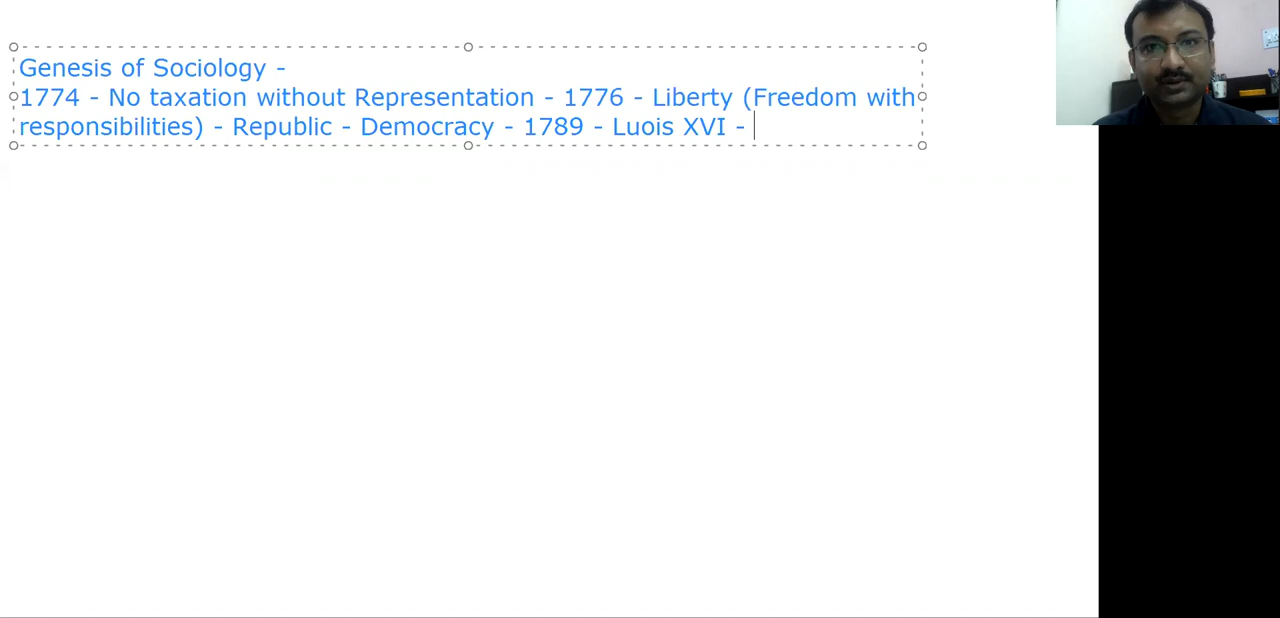 Genesis of Sociology -
1774 - No taxation without Representation - 1776 - Liberty (Freedom with
responsibilities) - Republic - Democracy - 1789 - Luois XVI -